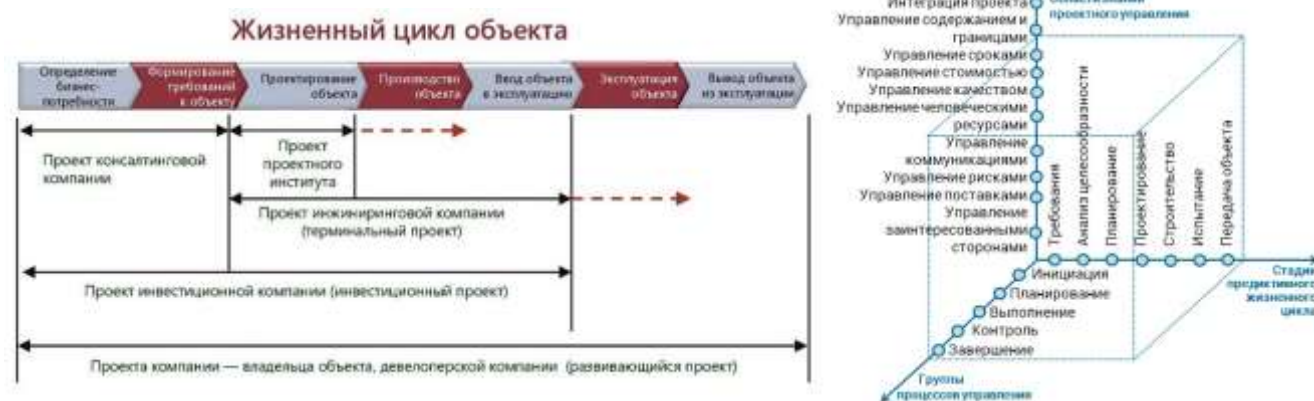 Жизненный цикл объекта
Определение
бизнес-
потребности
Формирование
требований
к объекту
Проектирование
объекта
Производство
объекта
Ввод объекта
в эксплуатацию
Эксплуатация
объекта
Вывод объекта
из эксплуатации
Проект консалтинговой
компании
Проект
проектного
института
Проект инжиниринговой компании
(терминальный проект)
Проект инвестиционной компании (инвестиционный проект)
Проекта компании — владельца объекта, девелоперской компании (развивающийся проект)
проектного управления
Интеграция проекта
Управление содержанием и
границами
Управление сроками
Управление стоимостью
Управление качеством
Управление человеческими
ресурсами
Управление
коммуникациями
Управление рисками
Управление поставками
Управление
заинтересованными
сторонами
Требования
Анализ целесообразности
Планирование
Проектирование
Строительство
Испытание
Передача объекта
Стадии
предиктивного
жизненного
цикла
Инициация
Планирование
Выполнение
Контроль
Завершение
Группы
процессов управления